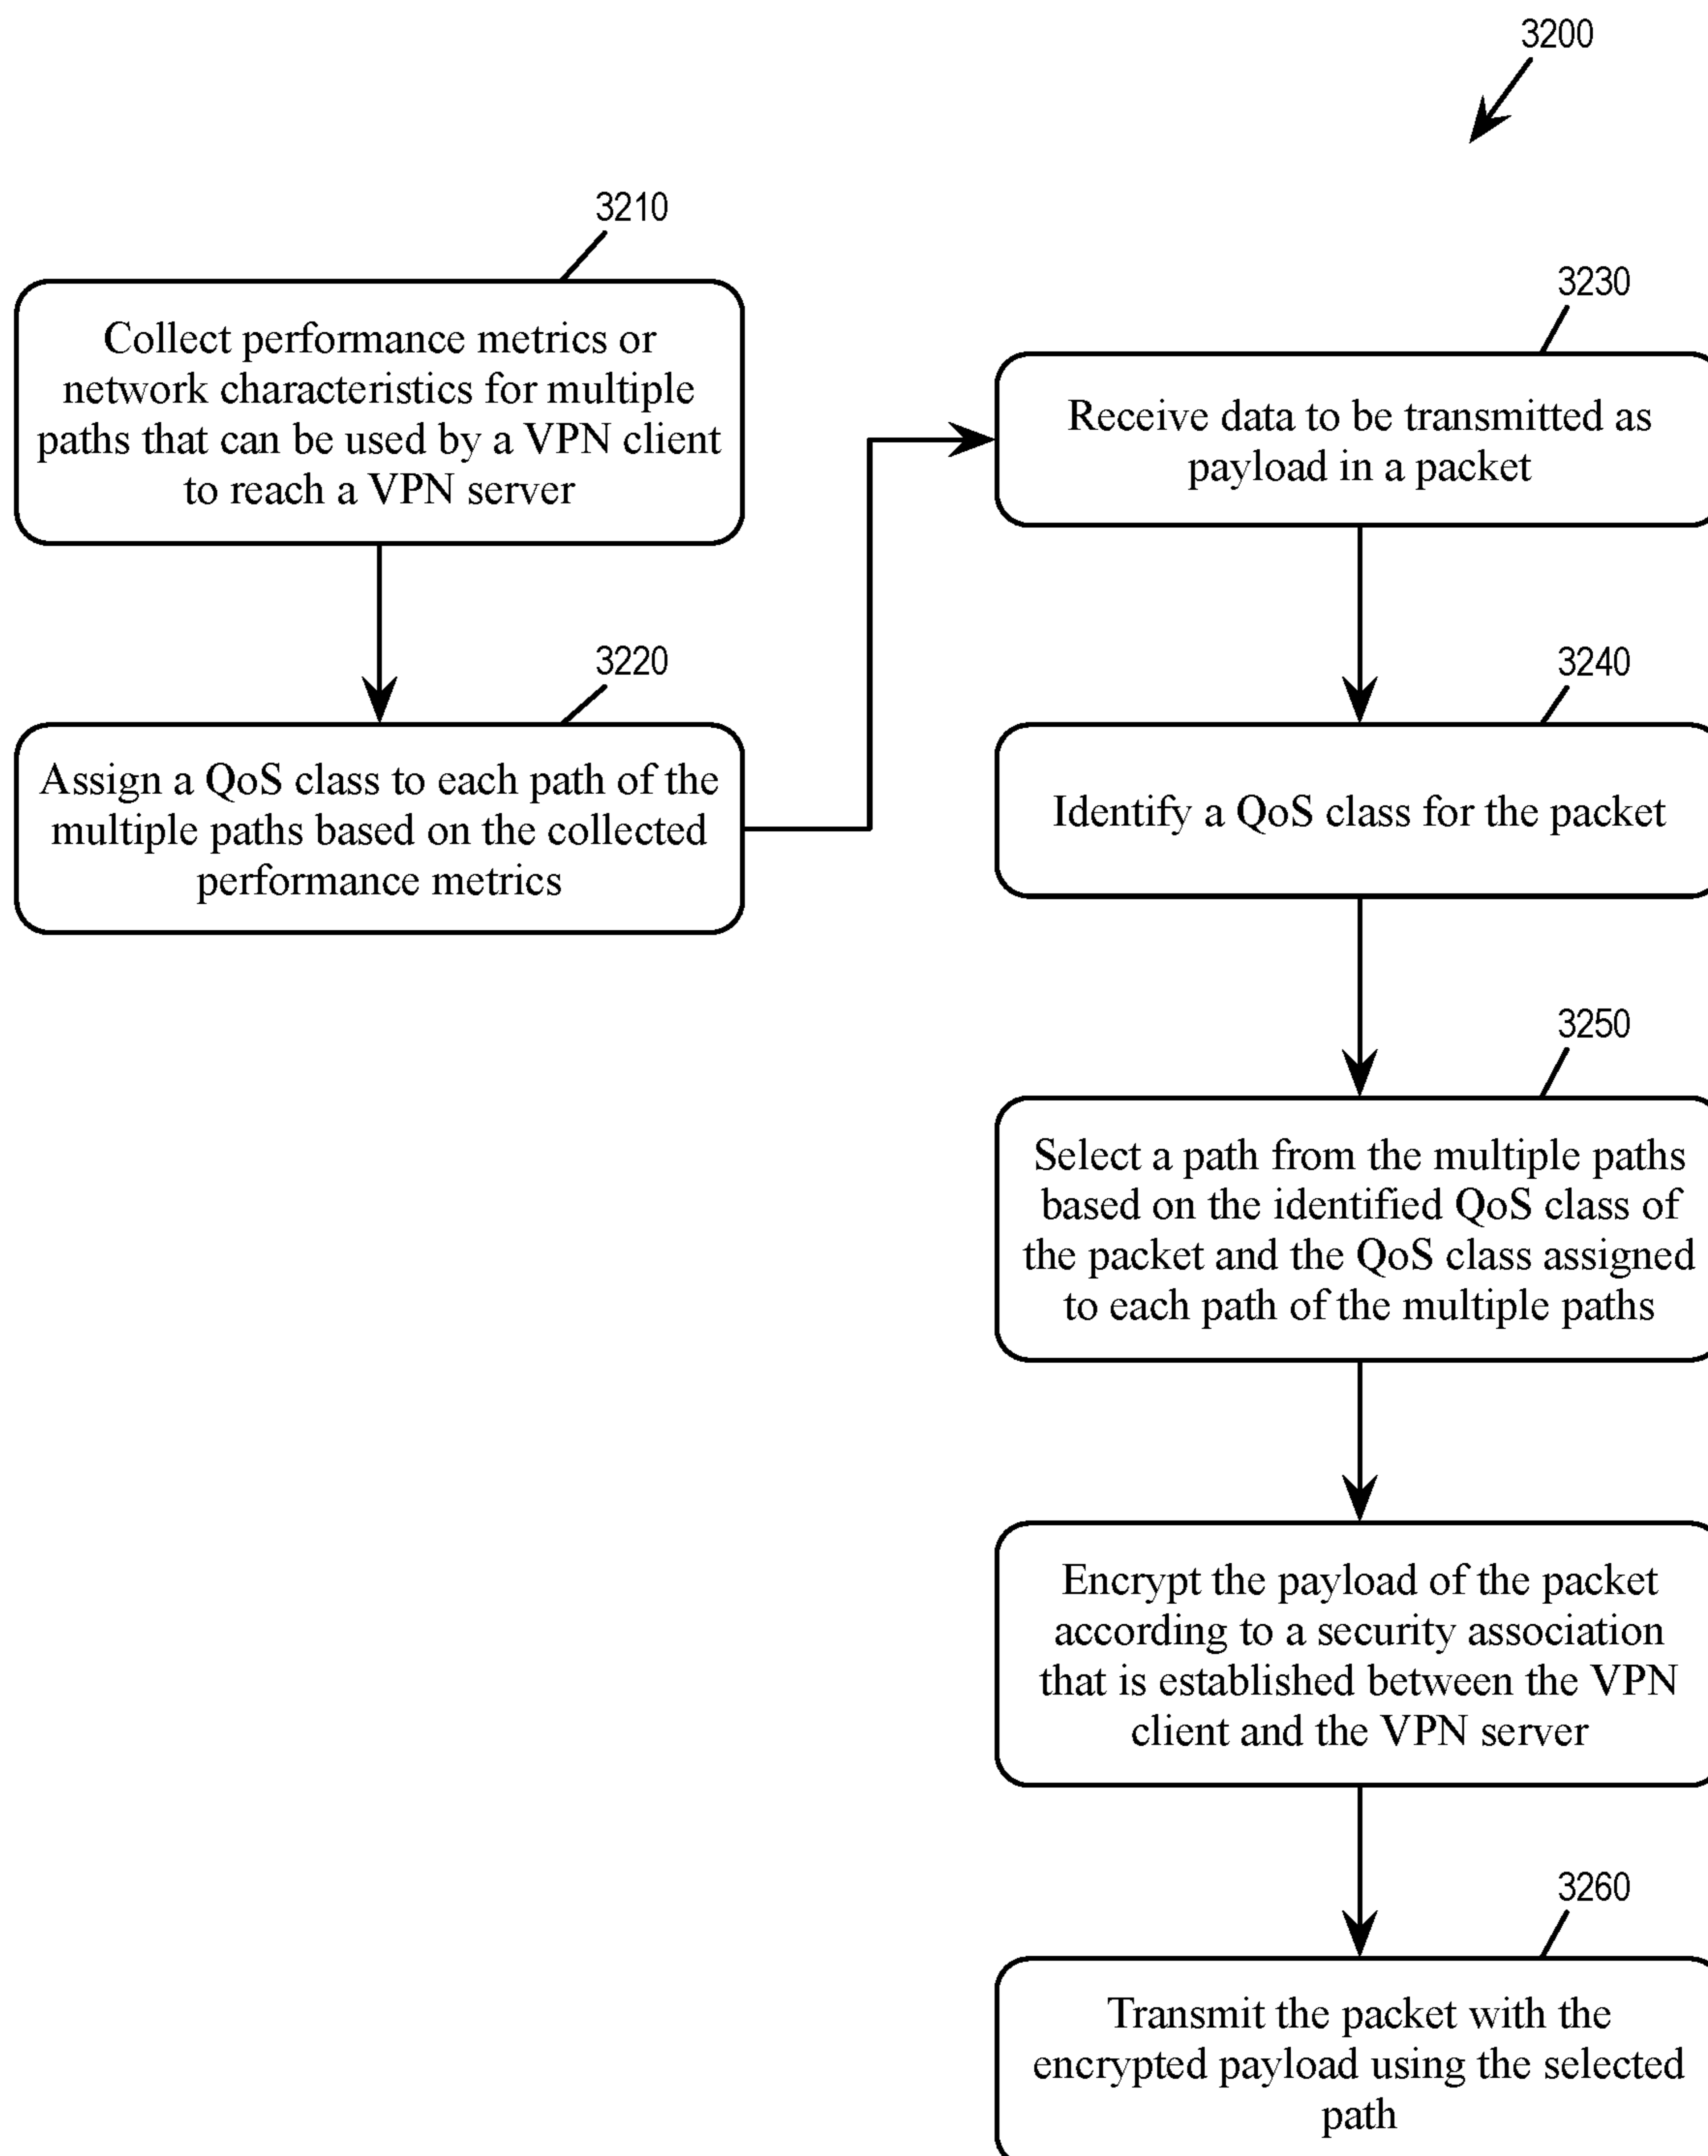 3200
3210
Collect performance metrics or
network characteristics for multiple
paths that can be used by a VPN client
to reach a VPN server
3220
Assign a QoS class to each path of the
multiple paths based on the collected
performance metrics
3230
Receive data to be transmitted as
payload in a packet
3240
Identify a QoS class for the packet
3250
Select a path from the multiple paths
based on the identified QoS class of
the packet and the QoS class assigned
to each path of the multiple paths
Encrypt the payload of the packet
according to a security association
that is established between the VPN
client and the VPN server
3260
Transmit the packet with the
encrypted payload using the selected
path